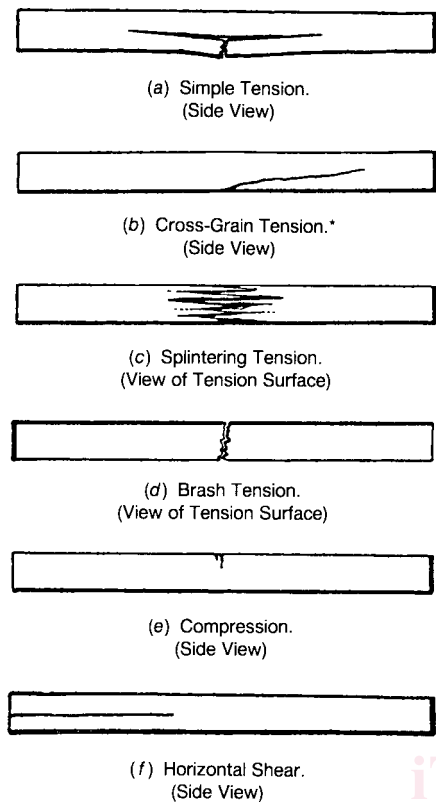 (a) Simple Tension.
(Side View)
(b) Cross-Grain Tension.*
(Side View)
(c) Splintering Tension.
(View of Tension Surface)
(d) Brash Tension.
(View of Tension Surface)
(e) Compression.
(Side View)
(f) Horizontal Shear.
(Side View)